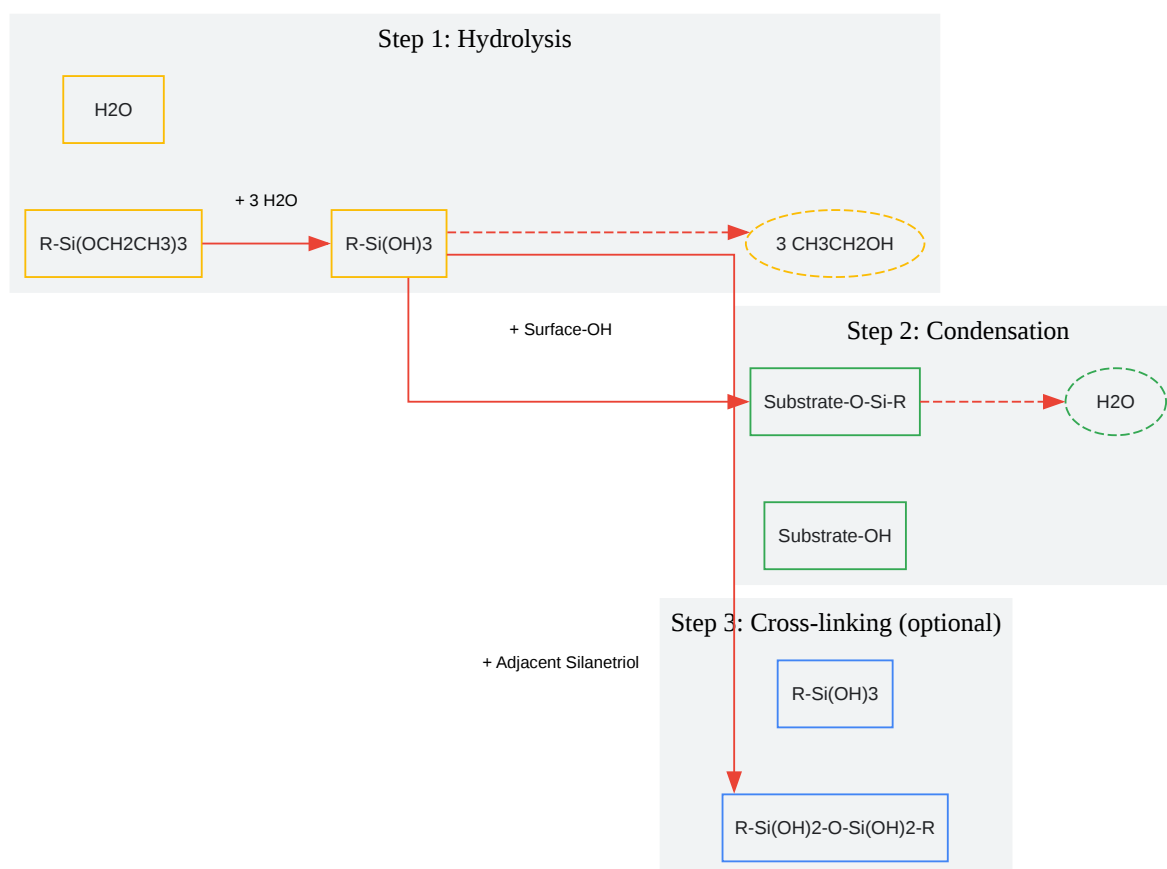 Step 1: Hydrolysis
H2O
+ 3 H2O
R-Si(OCH2CH3)3
R-Si(OH)3
3 CH3CH2OH
+ Surface-OH
Step 2: Condensation
Substrate-O-Si-R
H2O
Substrate-OH
Step 3: Cross-linking (optional)
+ Adjacent Silanetriol
R-Si(OH)3
R-Si(OH)2-O-Si(OH)2-R